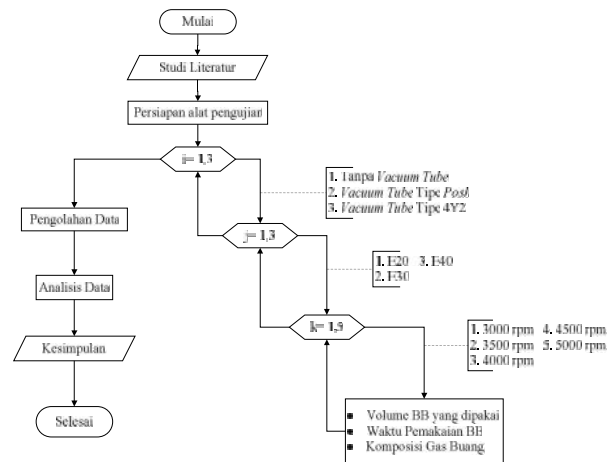 Mulai
Studi Literatur
Persiapan alat pengujian
i= 1,3
1. Tanpa Vacuum Tube
2. Vacuum Tube Tipe Posh
3. Vacuum Tube Tipe 4Y2
Pengolahan Data
j= 1,3
1. E20 3. E40
2. E30
Analisis Data
k= 1,5
1. 3000 rpm 4. 4500 rpm
2. 3500 rpm 5. 5000 rpm
3. 4000 rpm
Kesimpulan
Selesai
▪ Volume BB yang dipakai
▪ Waktu Pemakaian BB
▪ Komposisi Gas Buang